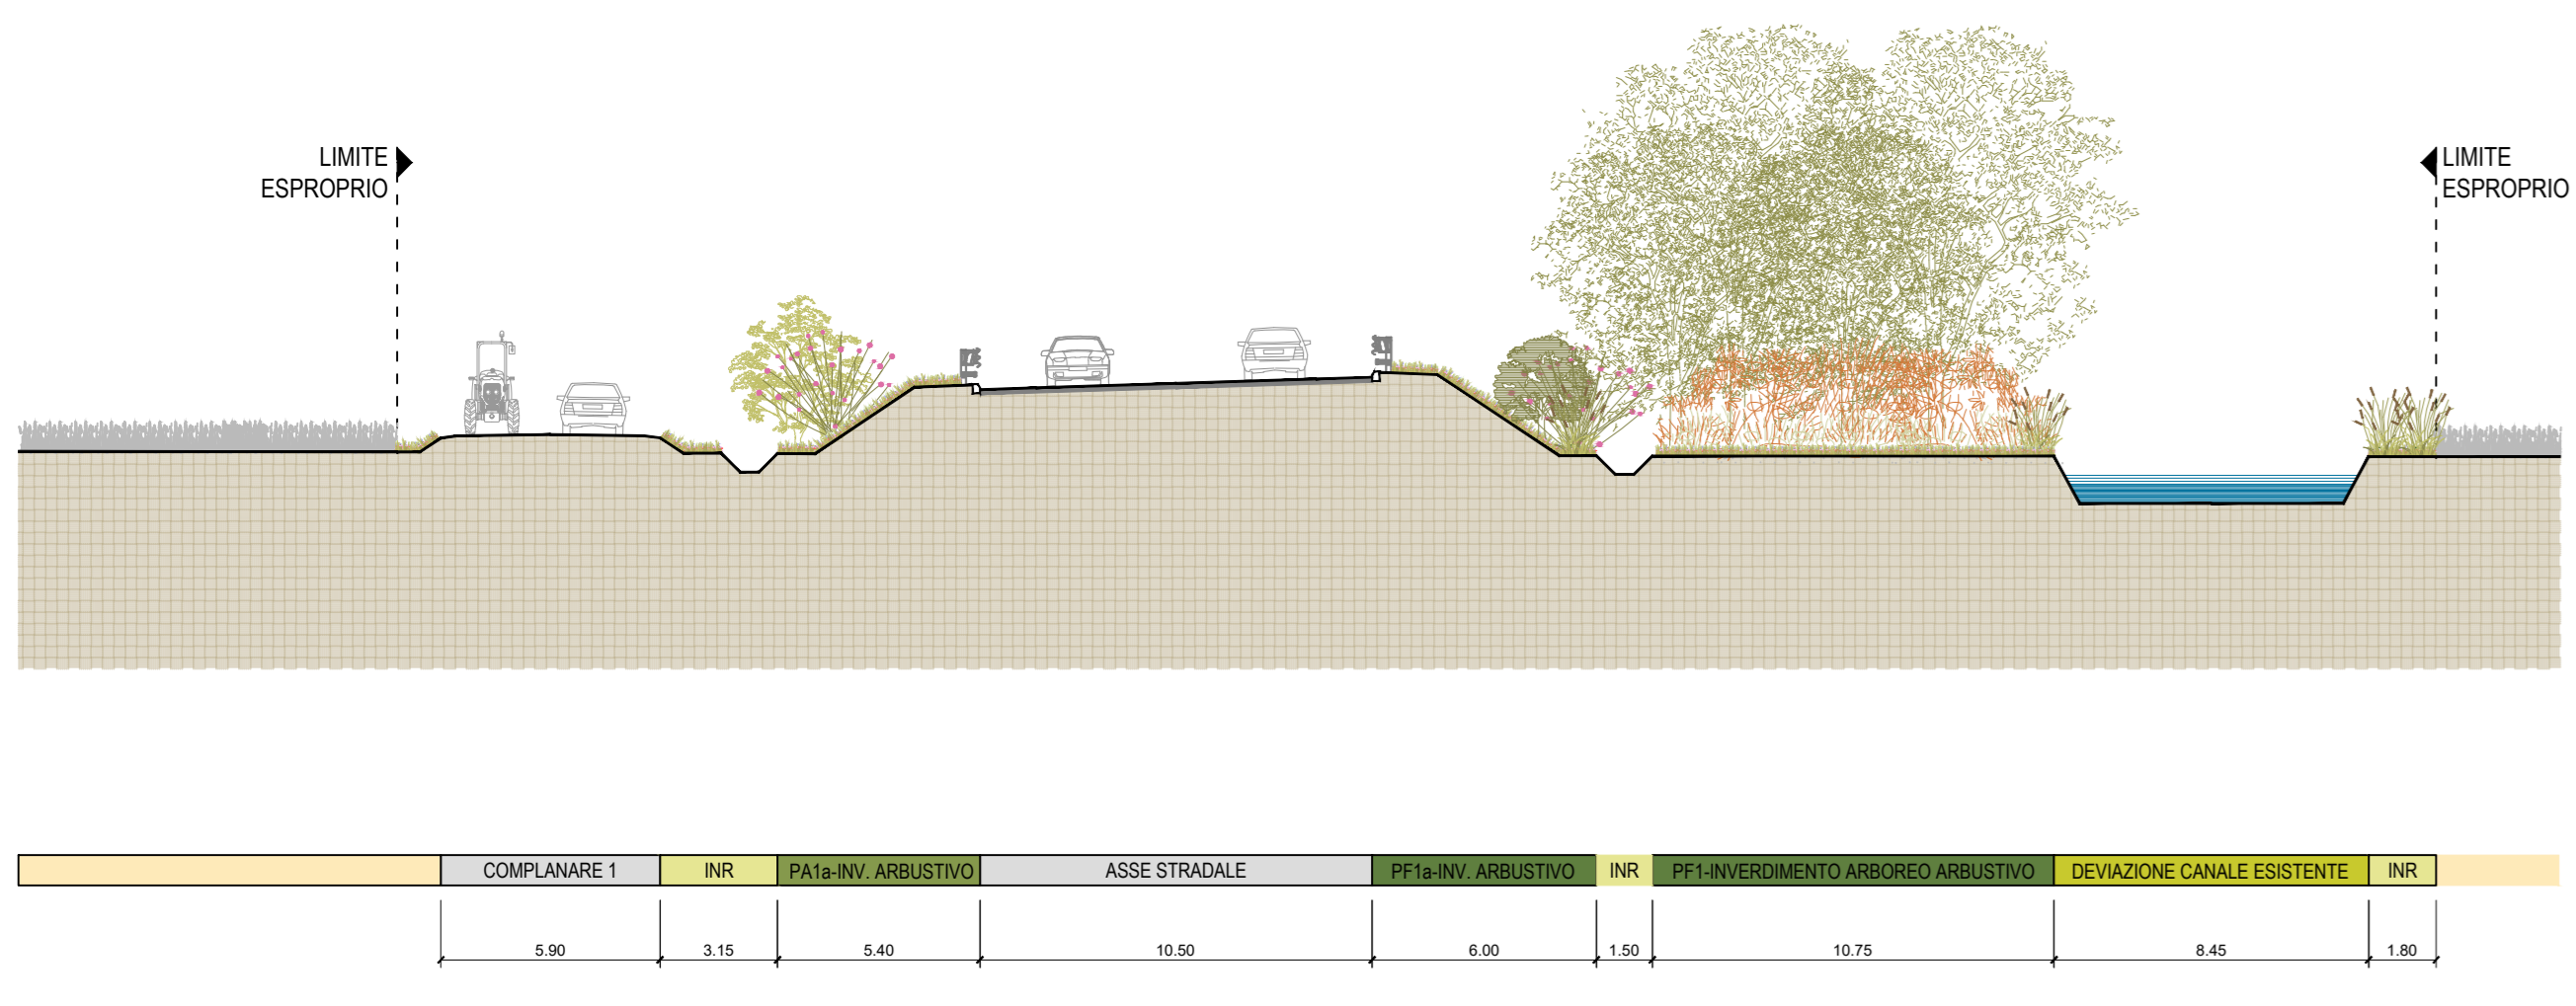 LIMITE
ESPROPRIO
LIMITE
ESPROPRIO
COMPLANARE 1
INR
PA1a-INV. ARBUSTIVO
ASSE STRADALE
PF1a-INV. ARBUSTIVO
INR
PF1-INVERDIMENTO ARBOREO ARBUSTIVO
DEVIAZIONE CANALE ESISTENTE
INR
5.90
3.15
5.40
10.50
6.00
1.50
10.75
8.45
1.80